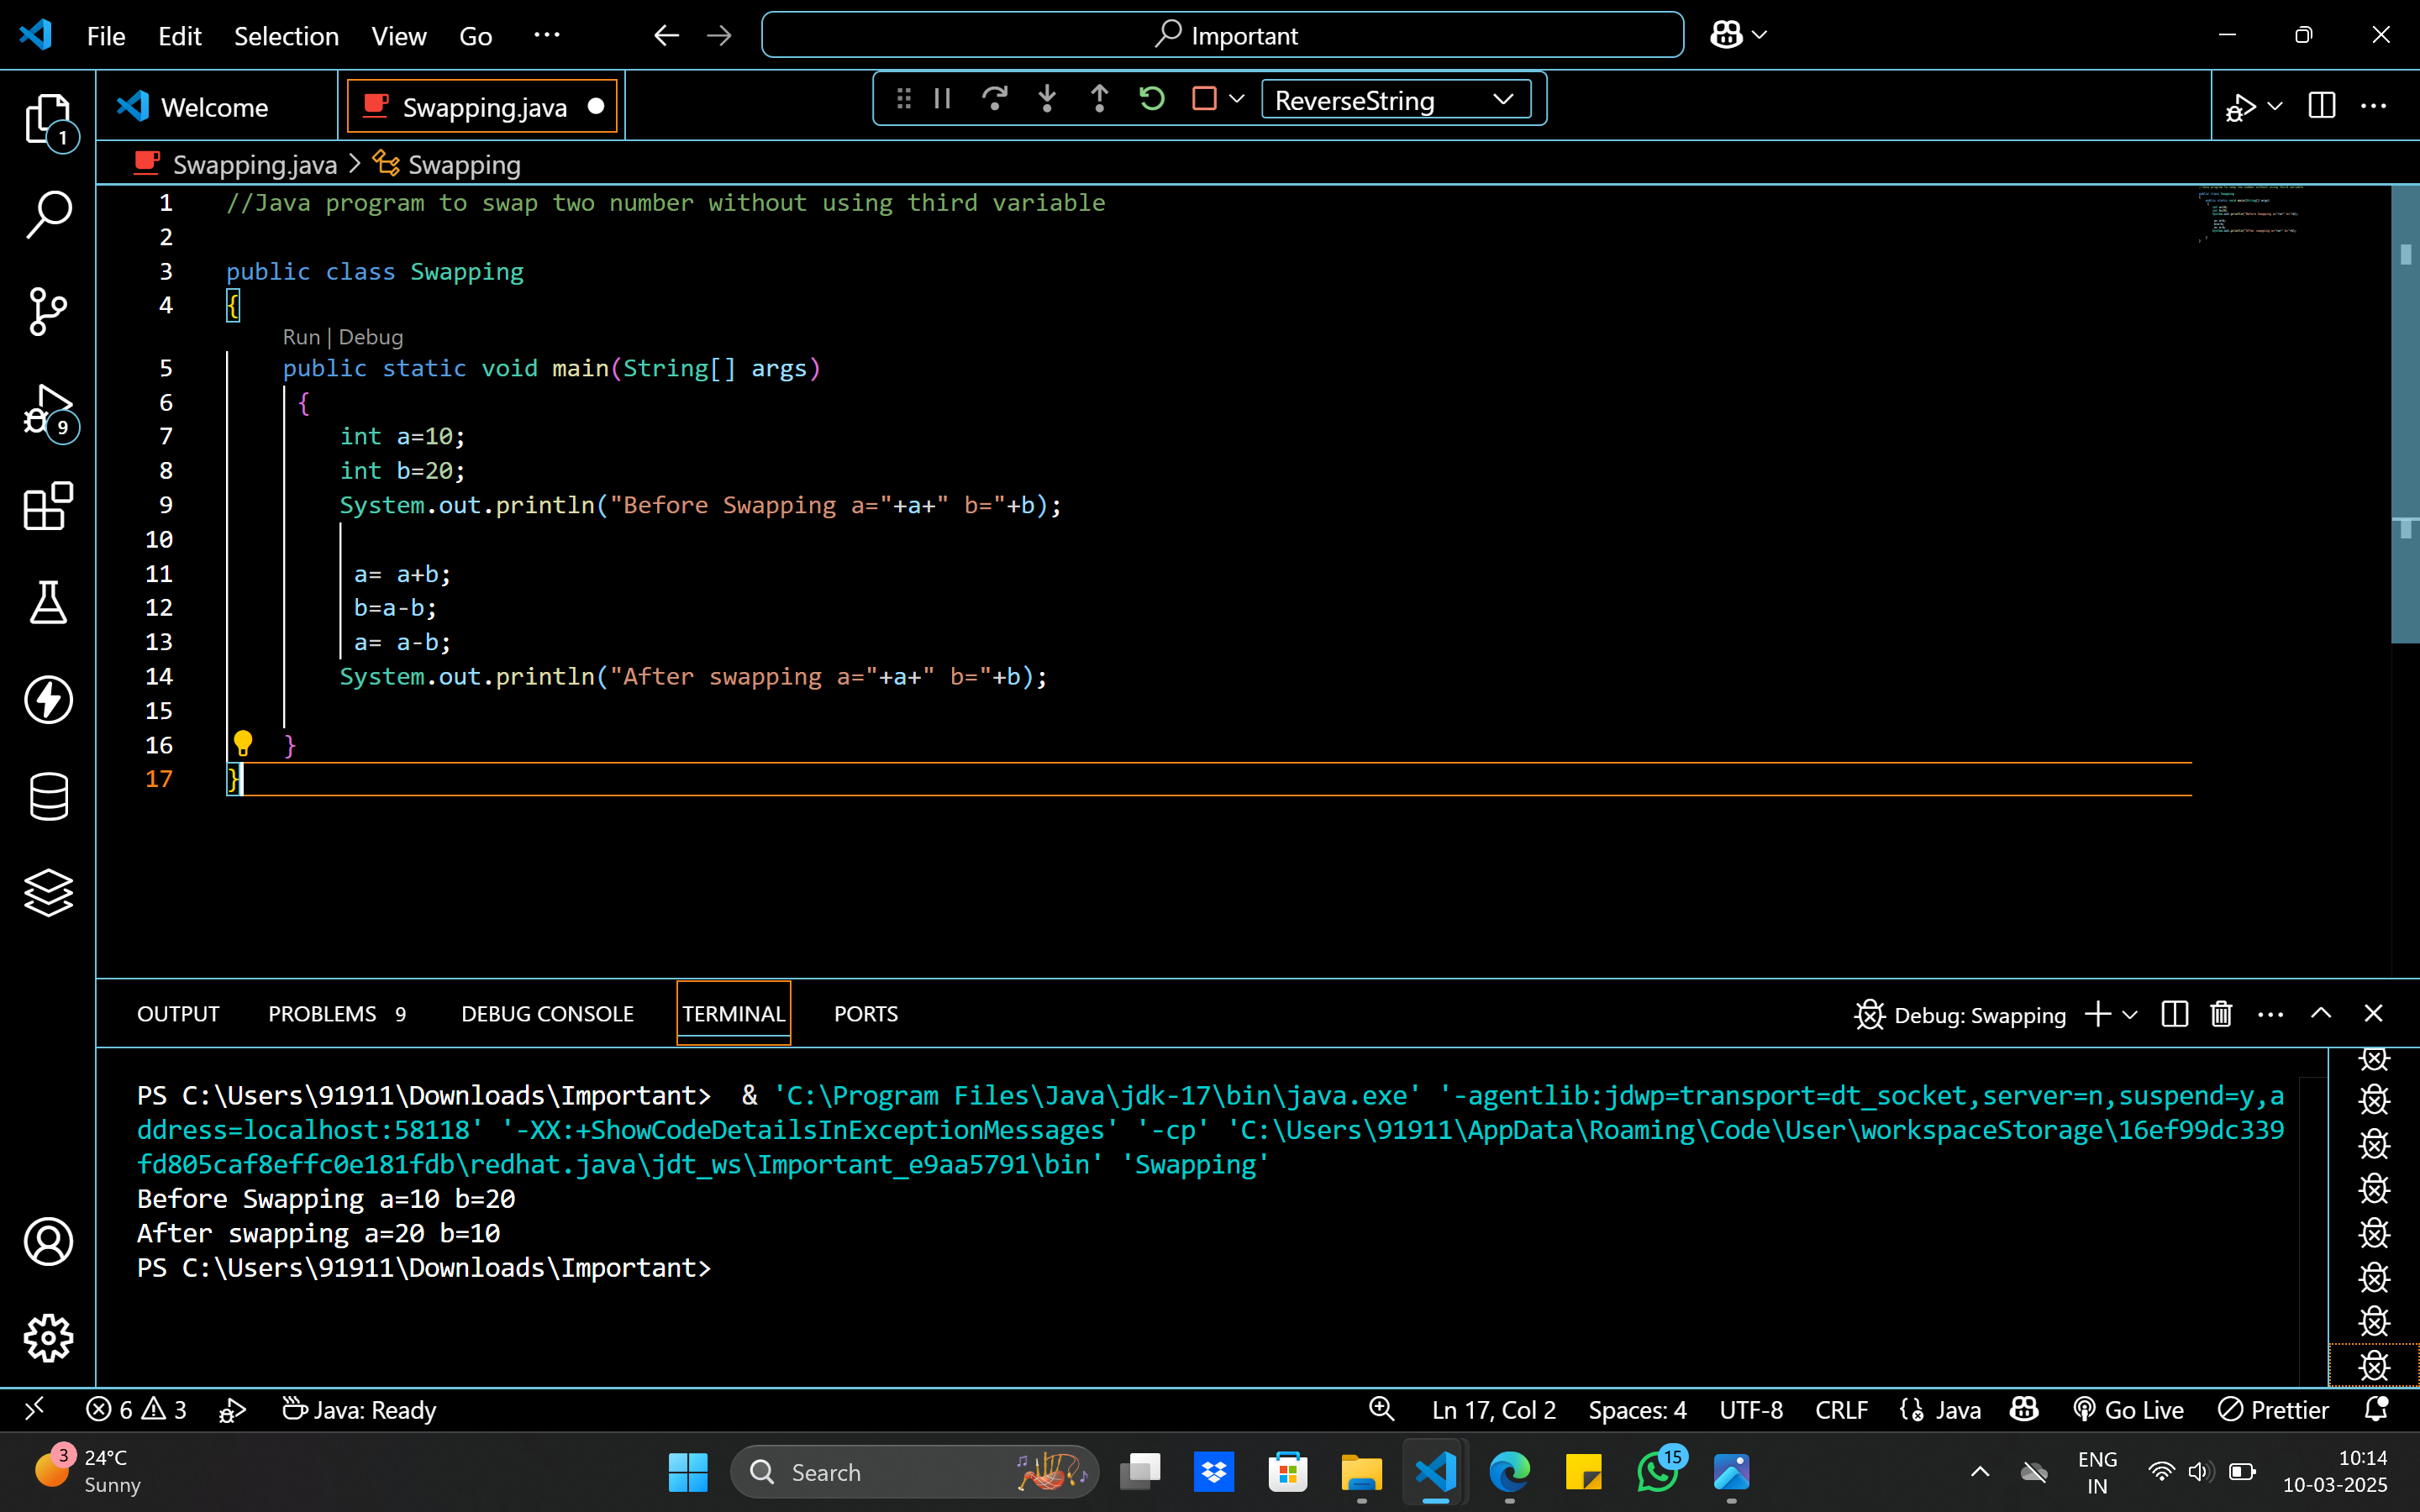 File Edit Selection View Go ··· Important
Welcome Swapping.java ReverseString
1
Swapping.java > Swapping
1 //Java program to swap two number without using third variable
2
3 public class Swapping
4 {
Run | Debug
5 public static void main(String[] args)
6 {
9
7 int a=10;
8 int b=20;
9 System.out.println("Before Swapping a="+a+" b="+b);
10
11 a= a+b;
12 b=a-b;
13 a= a-b;
14 System.out.println("After swapping a="+a+" b="+b);
15
16 }
17 }
OUTPUT PROBLEMS 9 DEBUG CONSOLE TERMINAL PORTS Debug: Swapping
PS C:\Users\91911\Downloads\Important>  & 'C:\Program Files\Java\jdk-17\bin\java.exe' '-agentlib:jdwp=transport=dt_socket,server=n,suspend=y,a
ddress=localhost:58118' '-XX:+ShowCodeDetailsInExceptionMessages' '-cp' 'C:\Users\91911\AppData\Roaming\Code\User\workspaceStorage\16ef99dc339
fd805caf8effc0e181fdb\redhat.java\jdt_ws\Important_e9aa5791\bin' 'Swapping'
Before Swapping a=10 b=20
After swapping a=20 b=10
PS C:\Users\91911\Downloads\Important>
6 3 Java: Ready Ln 17, Col 2 Spaces: 4 UTF-8 CRLF {} Java Go Live Prettier
3 24°C Search 15 ENG 10:14
Sunny IN 10-03-2025